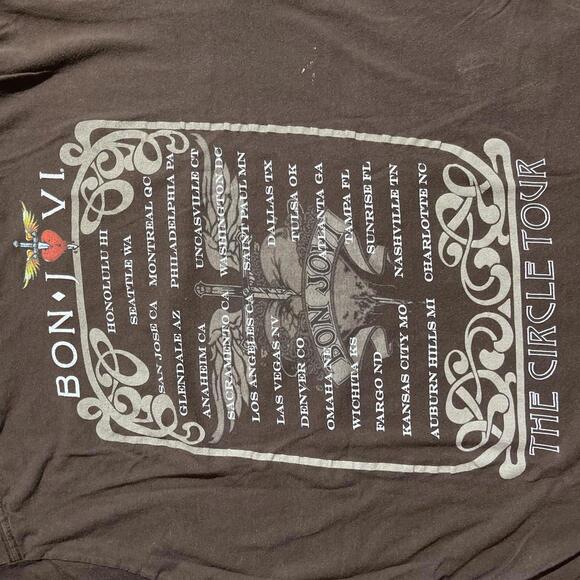 BON♦J VI
HONOLULU HI
SEATTLE WA
SAN JOSE CA MONTREAL QC
GLENDALE AZ PHILADELPHIA PA
ANAHEIM CA UNCASVILLE CT
SACRAMENTO CA WASHINGTON DC
LOS ANGELES CA SAINT PAUL MN
LAS VEGAS NV DALLAS TX
DENVER CO TULSA OK
OMAHA NE ATLANTA GA
WICHITA KS TAMPA FL
FARGO ND SUNRISE FL
KANSAS CITY MO NASHVILLE TN
AUBURN HILLS MI CHARLOTTE NC
BON JOVI
THE CIRCLE TOUR